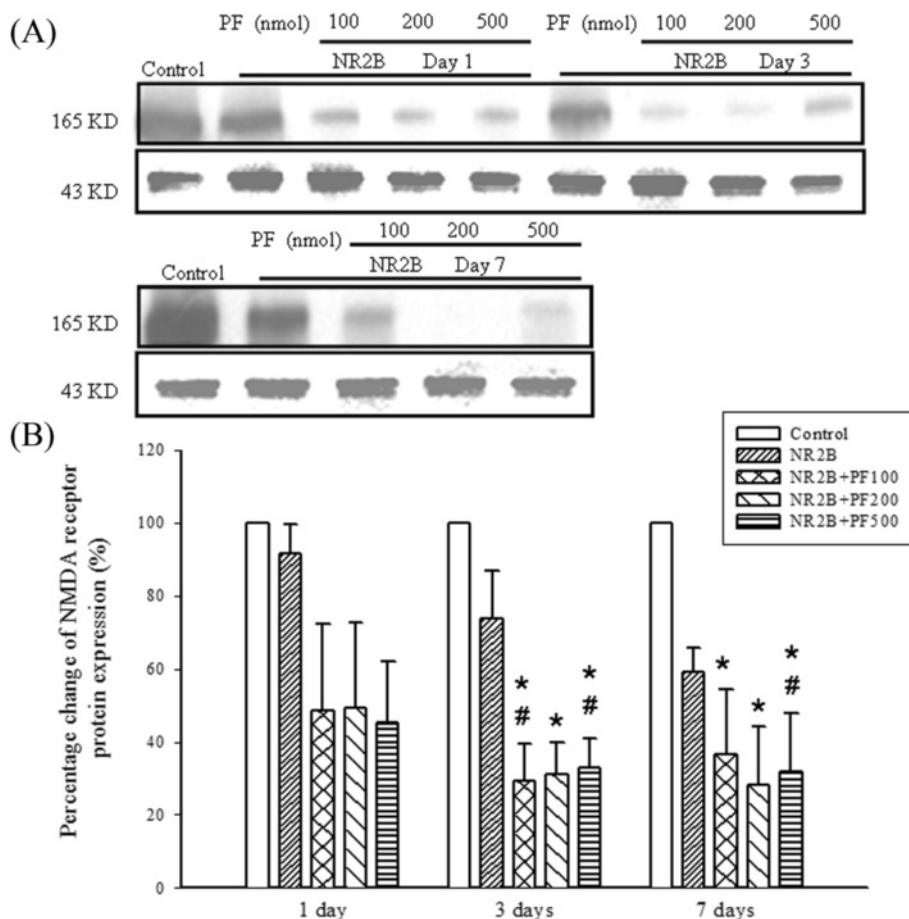 (A)
PF (nmol) 100 200 500 PF (nmol) 100 200 500
Control NR2B Day 1 NR2B Day 3
165 KD
43 KD
PF (nmol) 100 200 500
Control NR2B Day 7
165 KD
43 KD
(B)
Control
NR2B
NR2B+PF100
NR2B+PF200
NR2B+PF500
Percentage change of NMDA receptor
protein expression (%)
120
100
80
60
40
20
0
* # * * #
* * * #
1 day 3 days 7 days